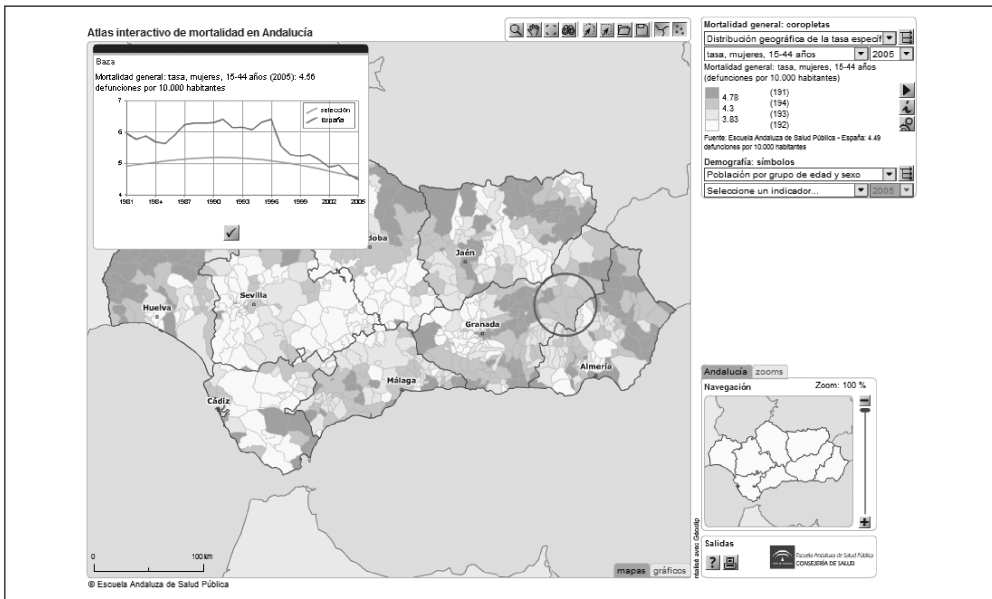 Atlas interactivo de mortalidad en Andalucía
Baza
Mortalidad general: tasa, mujeres, 15-44 años (2005): 4.56
defunciones por 10.000 habitantes
7
6
5
4
selección
España
1981 1984 1987 1990 1993 1996 1999 2002 2005
doba
Jaén
Huelva
Sevilla
Granada
Málaga
Almería
Cádiz
0 100 km
© Escuela Andaluza de Salud Pública
mapas gráficos
Mortalidad general: coropletas
Distribución geográfica de la tasa específ
tasa, mujeres, 15-44 años 2005
Mortalidad general: tasa, mujeres, 15-44 años
(defunciones por 10.000 habitantes)
4.78 (191)
4.3 (194)
3.83 (193)
(192)
Fuente: Escuela Andaluza de Salud Pública - España: 4.49
defunciones por 10.000 habitantes
Demografía: símbolos
Población por grupo de edad y sexo
Seleccione un indicador... 2005
Andalucía zooms
Navegación Zoom: 100 %
réalisé avec Géoclip
Salidas
Escuela Andaluza de Salud Pública
CONSEJERÍA DE SALUD